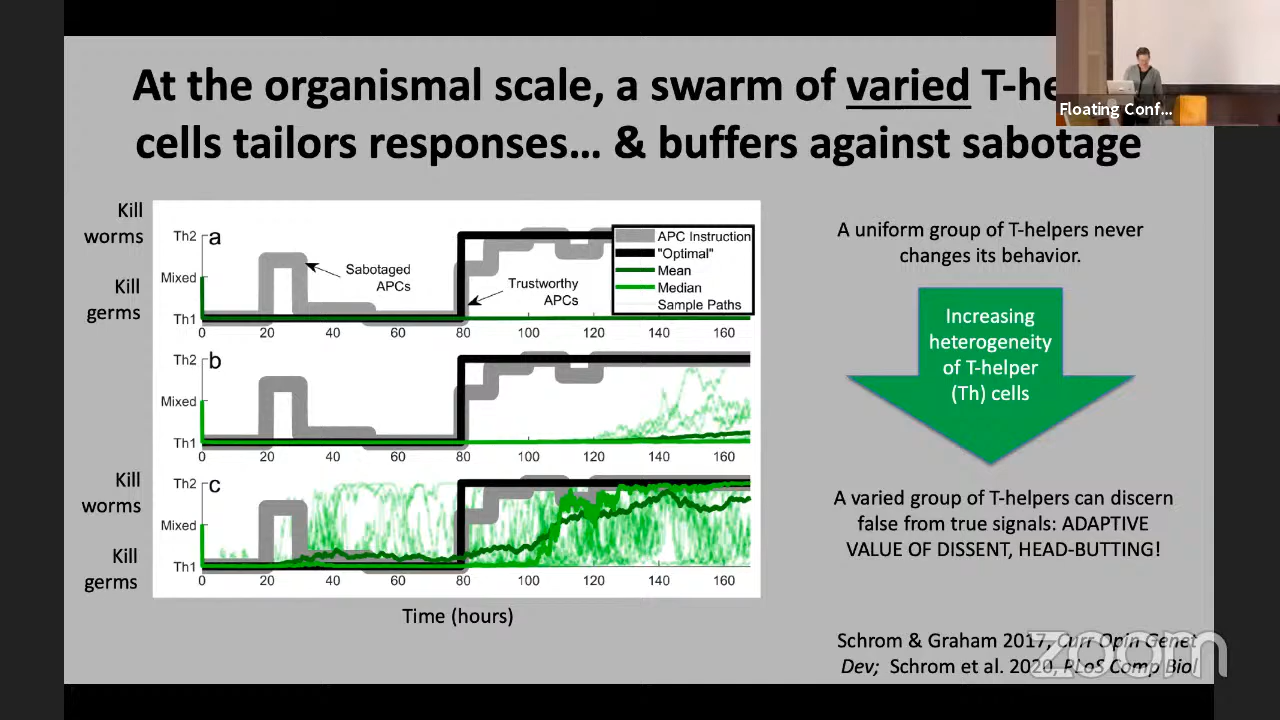 At the organismal scale, a swarm of varied T-he
cells tailors responses… & buffers against sabotage
Floating Conf...
Kill
worms
Kill
germs
a
Th2
Mixed
Th1
Sabotaged
APCs
Trustworthy
APCs
APC Instruction
"Optimal"
Mean
Median
Sample Paths
0 20 40 60 80 100 120 140 160
b
Th2
Mixed
Th1
0 20 40 60 80 100 120 140 160
Kill
worms
Kill
germs
c
Th2
Mixed
Th1
0 20 40 60 80 100 120 140 160
Time (hours)
A uniform group of T-helpers never
changes its behavior.
Increasing
heterogeneity
of T-helper
(Th) cells
A varied group of T-helpers can discern
false from true signals: ADAPTIVE
VALUE OF DISSENT, HEAD-BUTTING!
Schrom & Graham 2017, Curr Opin Genet
Dev; Schrom et al. 2020, PLoS Comp Biol
zoom